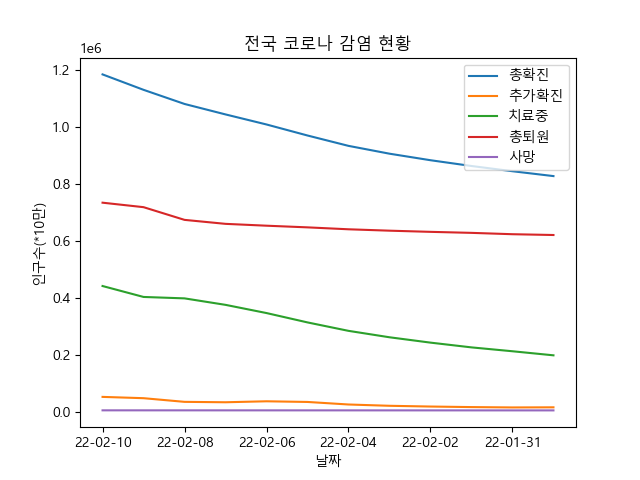 전국 코로나 감염 현황
1e6
1.2
1.0
0.8
0.6
0.4
0.2
0.0
인구수(*10만)
총확진
추가확진
치료중
총퇴원
사망
22-02-10 22-02-08 22-02-06 22-02-04 22-02-02 22-01-31
날짜